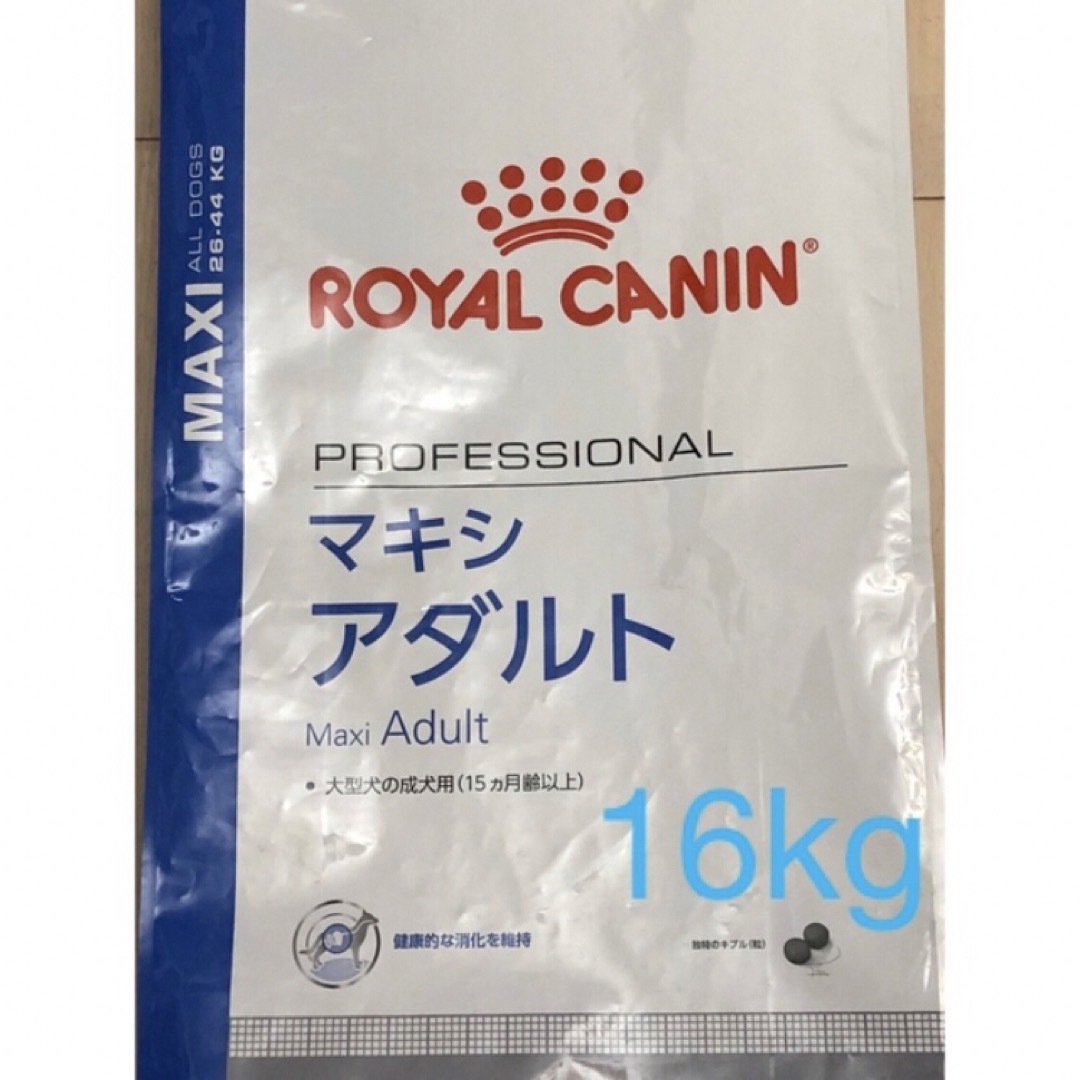 MAXI
ALL DOGS
26-44 KG
ROYAL CANIN®
PROFESSIONAL
マキシ
アダルト
Maxi Adult
• 大型犬の成犬用(15ヵ月齢以上)
16kg
健康的な消化を維持
独特のキブル(粒)